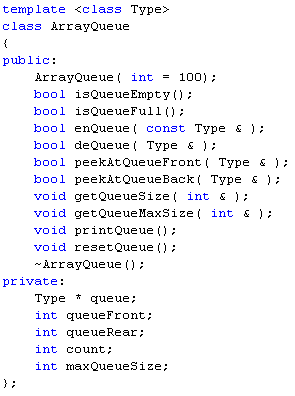 template <class Type>
class ArrayQueue
{
public:
    ArrayQueue( int = 100);
    bool isQueueEmpty();
    bool isQueueFull();
    bool enQueue( const Type & );
    bool deQueue( Type & );
    bool peekAtQueueFront( Type & );
    bool peekAtQueueBack( Type & );
    void getQueueSize( int & );
    void getQueueMaxSize( int & );
    void printQueue();
    void resetQueue();
    ~ArrayQueue();
private:
    Type * queue;
    int queueFront;
    int queueRear;
    int count;
    int maxQueueSize;
};